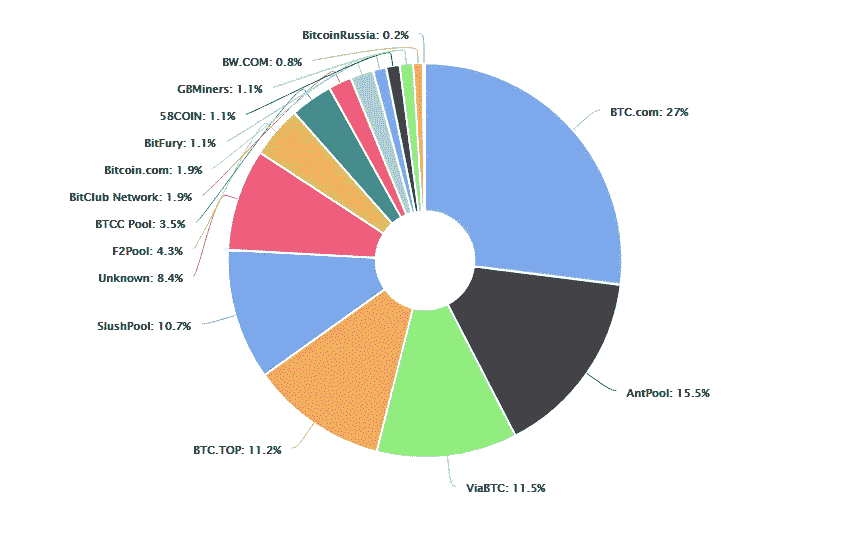 BitcoinRussia: 0.2%
BW.COM: 0.8%
GBMiners: 1.1%
58COIN: 1.1%
BitFury: 1.1%
Bitcoin.com: 1.9%
BitClub Network: 1.9%
BTCC Pool: 3.5%
F2Pool: 4.3%
Unknown: 8.4%
SlushPool: 10.7%
BTC.TOP: 11.2%
ViaBTC: 11.5%
AntPool: 15.5%
BTC.com: 27%